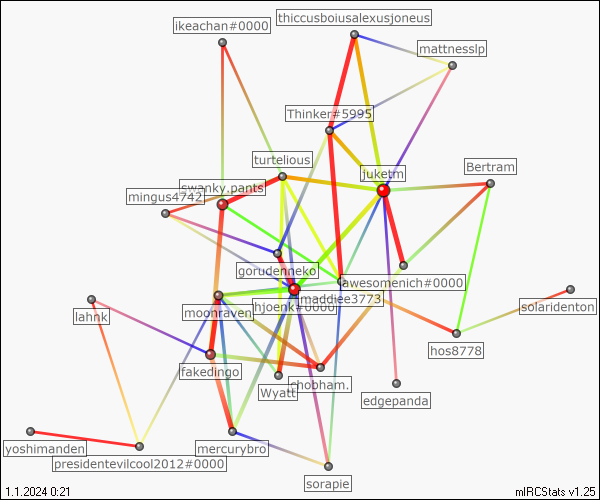 thiccusboiusalexusjoneus
ikeachan#0000
mattnesslp
Thinker#5995
turtelious
Bertram
juketm
swanky.pants
mingus4742
gorudenneko
lawesomenich#0000
maddiee3773
solaridenton
hjoenk#0000
moonraven
lahnk
hos8778
fakedingo
chobham.
Wyatt
edgepanda
yoshimanden
mercurybro
presidentevilcool2012#0000
sorapie
1.1.2024 0:21
mIRCStats v1.25